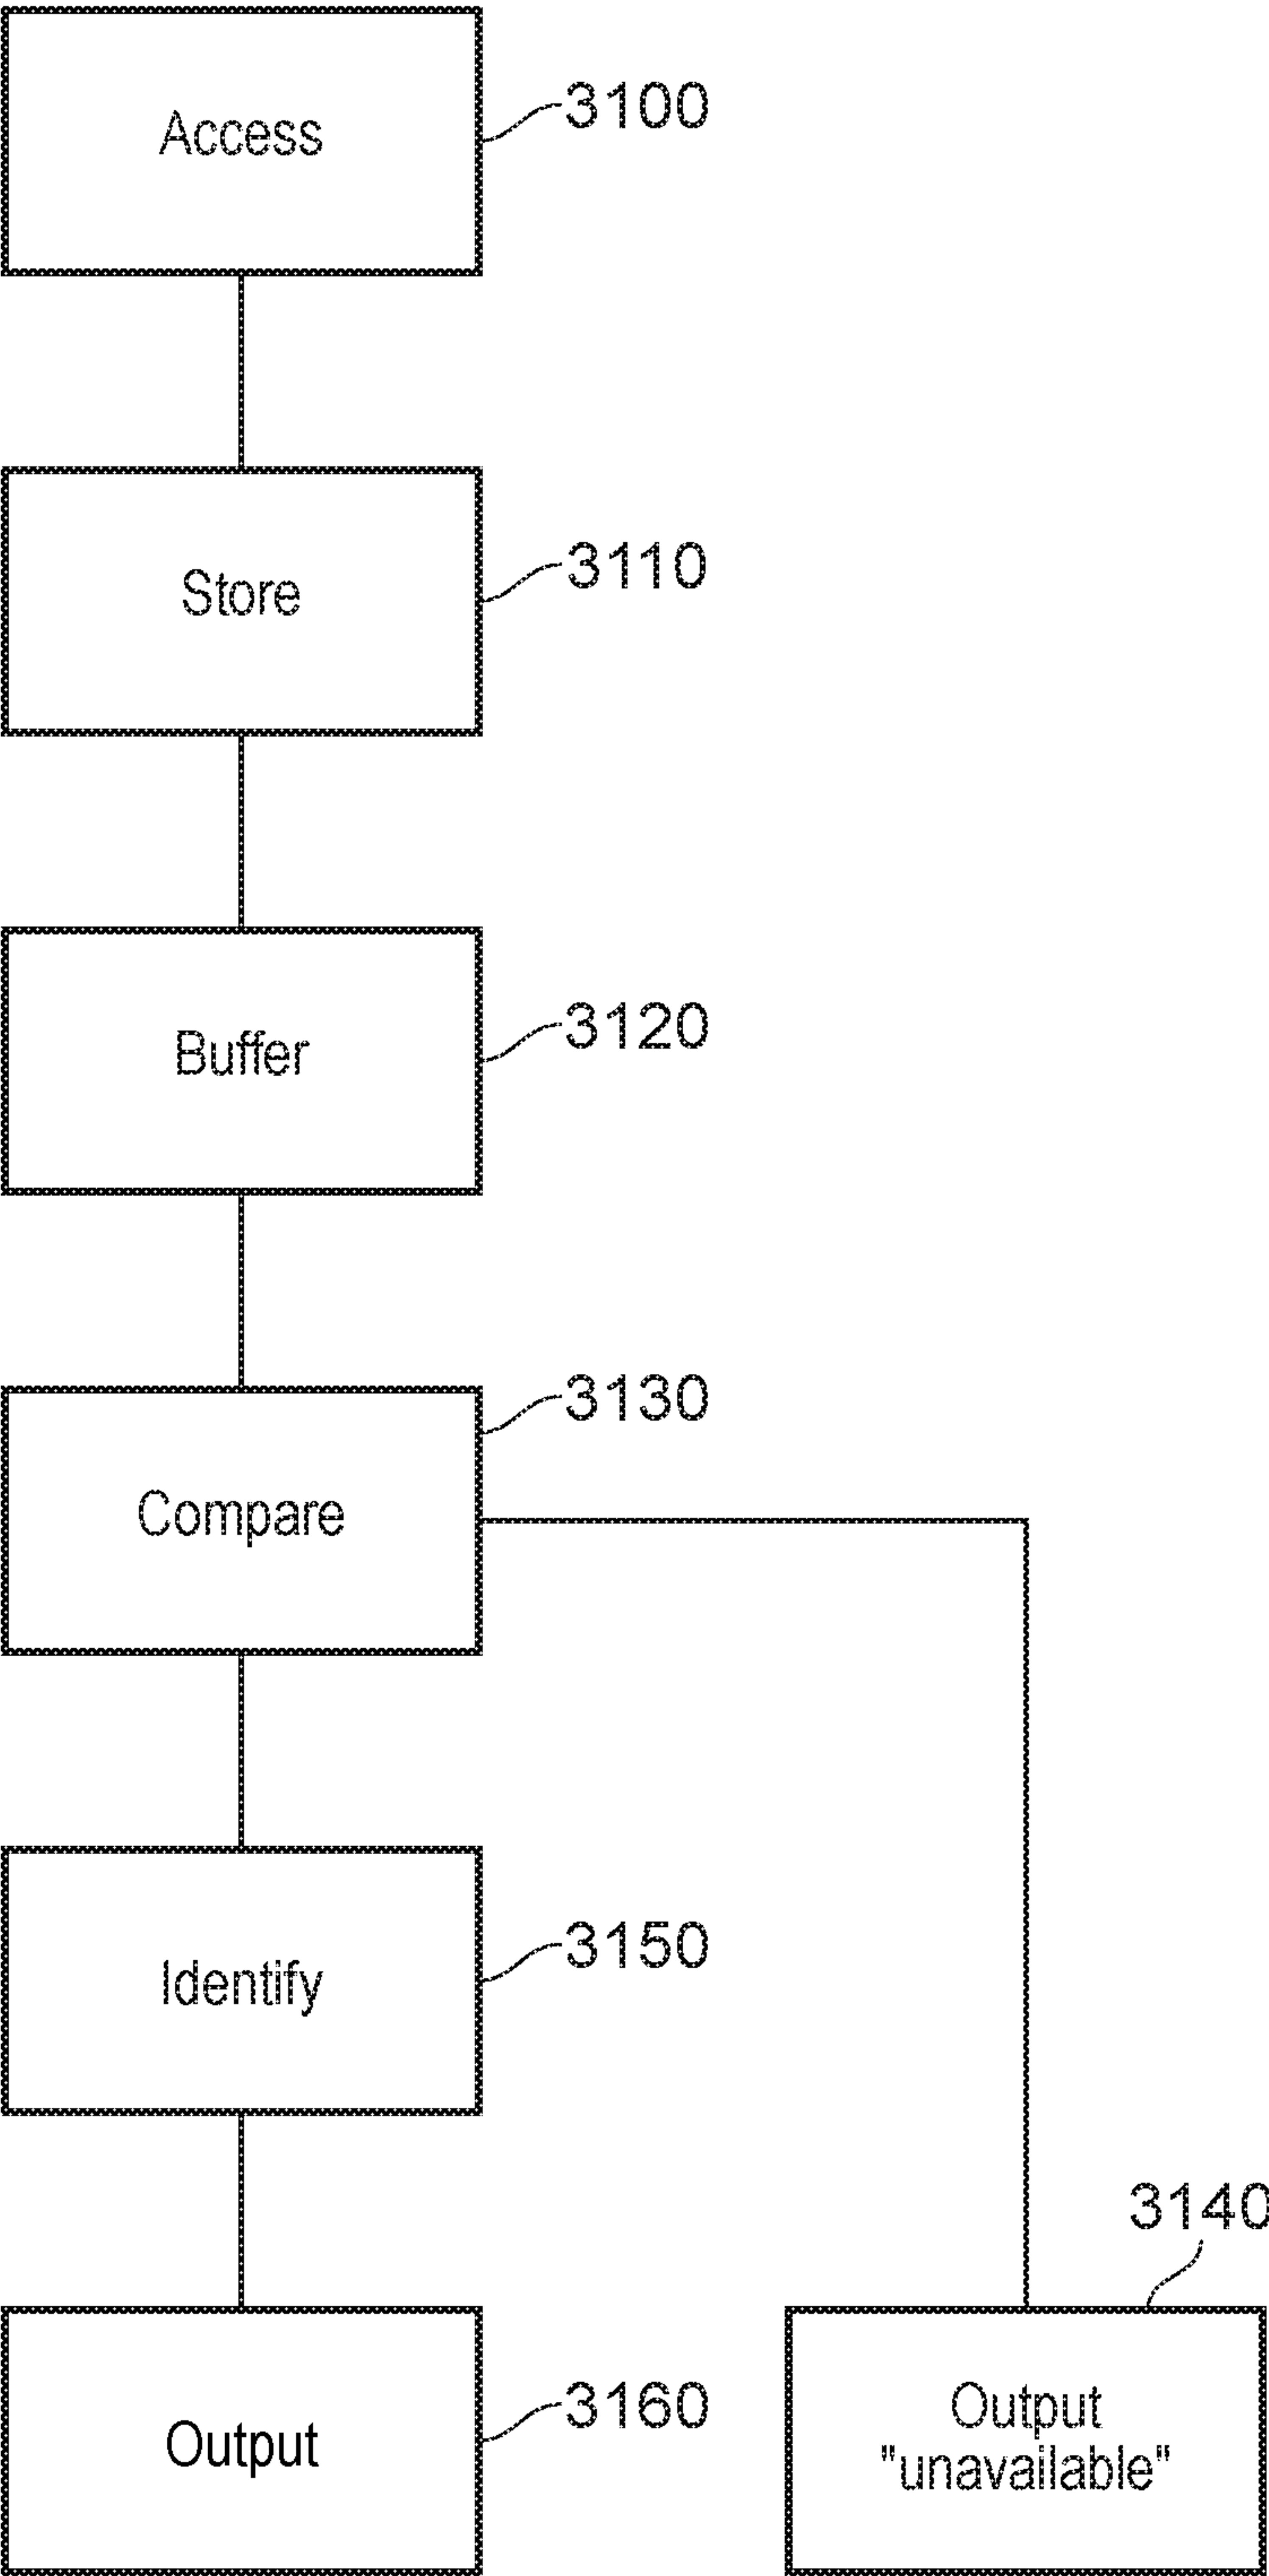 Access
3100
Store
3110
Buffer
3120
3130
Compare
Identify
3150
3140
Output
3160
Output
"unavailable"